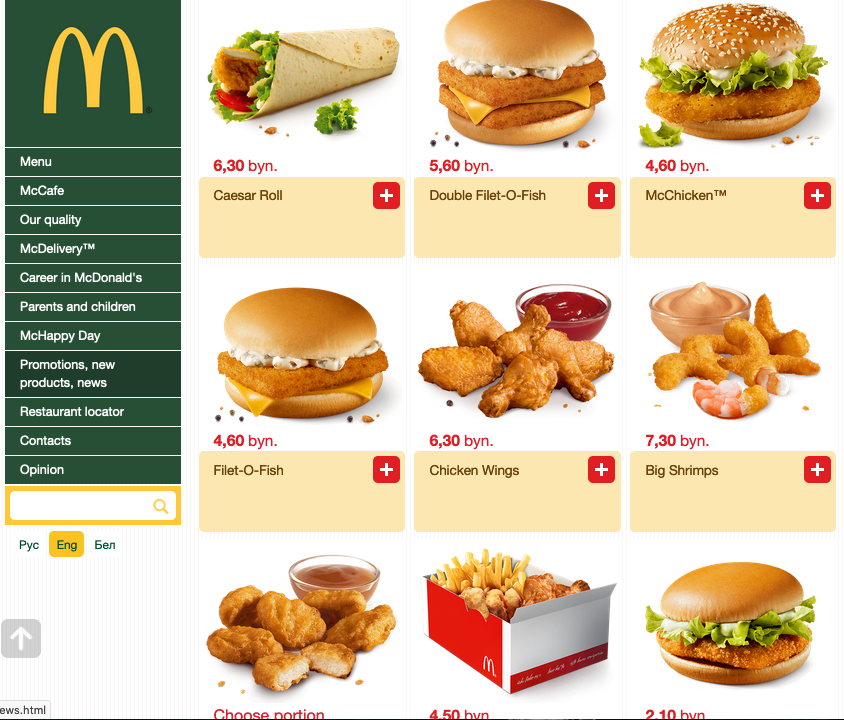 Menu
McCafe
Our quality
McDelivery™
Career in McDonald's
Parents and children
McHappy Day
Promotions, new
products, news
Restaurant locator
Contacts
Opinion
Рус Eng Бел
ews.html
6,30 byn. 5,60 byn. 4,60 byn.
Caesar Roll Double Filet-O-Fish McChicken™
4,60 byn. 6,30 byn. 7,30 byn.
Filet-O-Fish Chicken Wings Big Shrimps
Choose portion 4,50 byn. 2,10 byn.